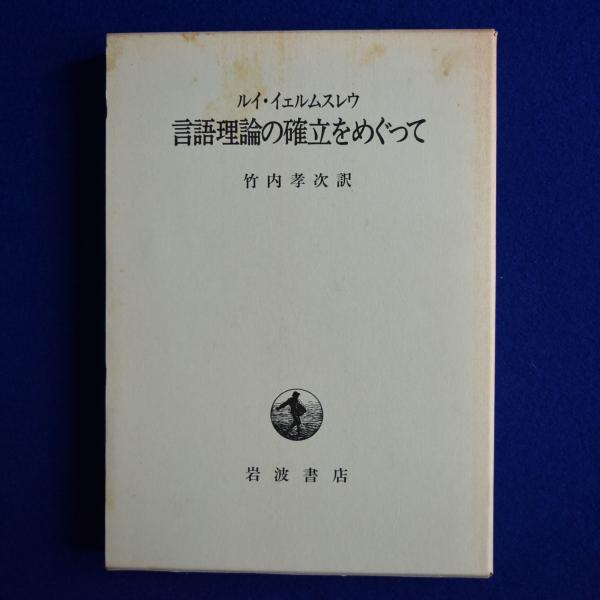 ルイ・イェルムスレウ
言語理論の確立をめぐって
竹内孝次訳
岩波書店